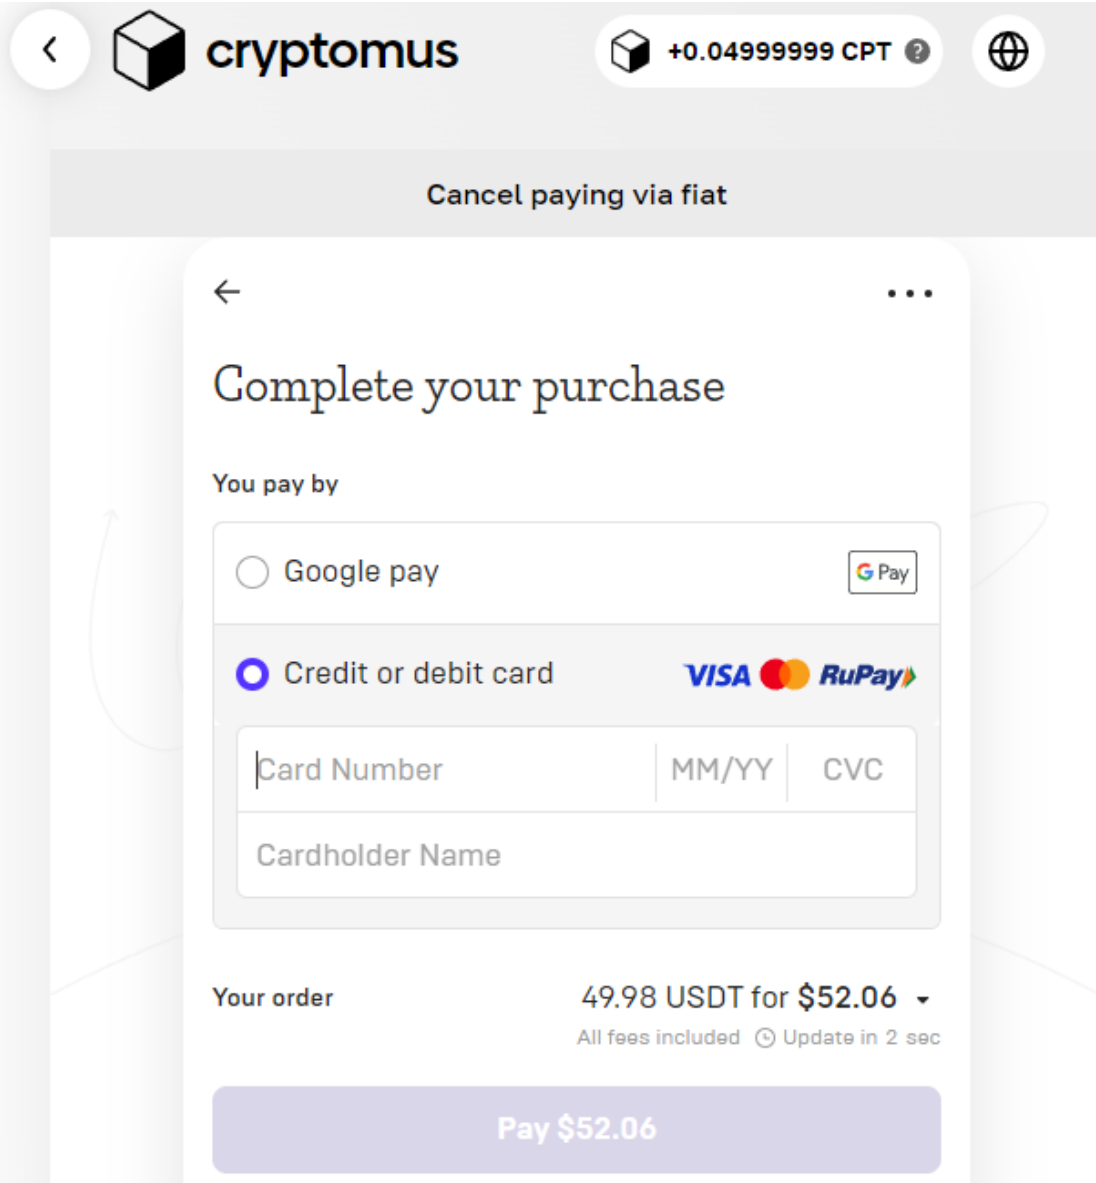 cryptomus
+0.04999999 CPT ?
Cancel paying via fiat
Complete your purchase
You pay by
Google pay
G Pay
Credit or debit card
VISA
RuPay
Card Number
MM/YY
CVC
Cardholder Name
Your order
49.98 USDT for $52.06
All fees included
Update in 2 sec
Pay $52.06